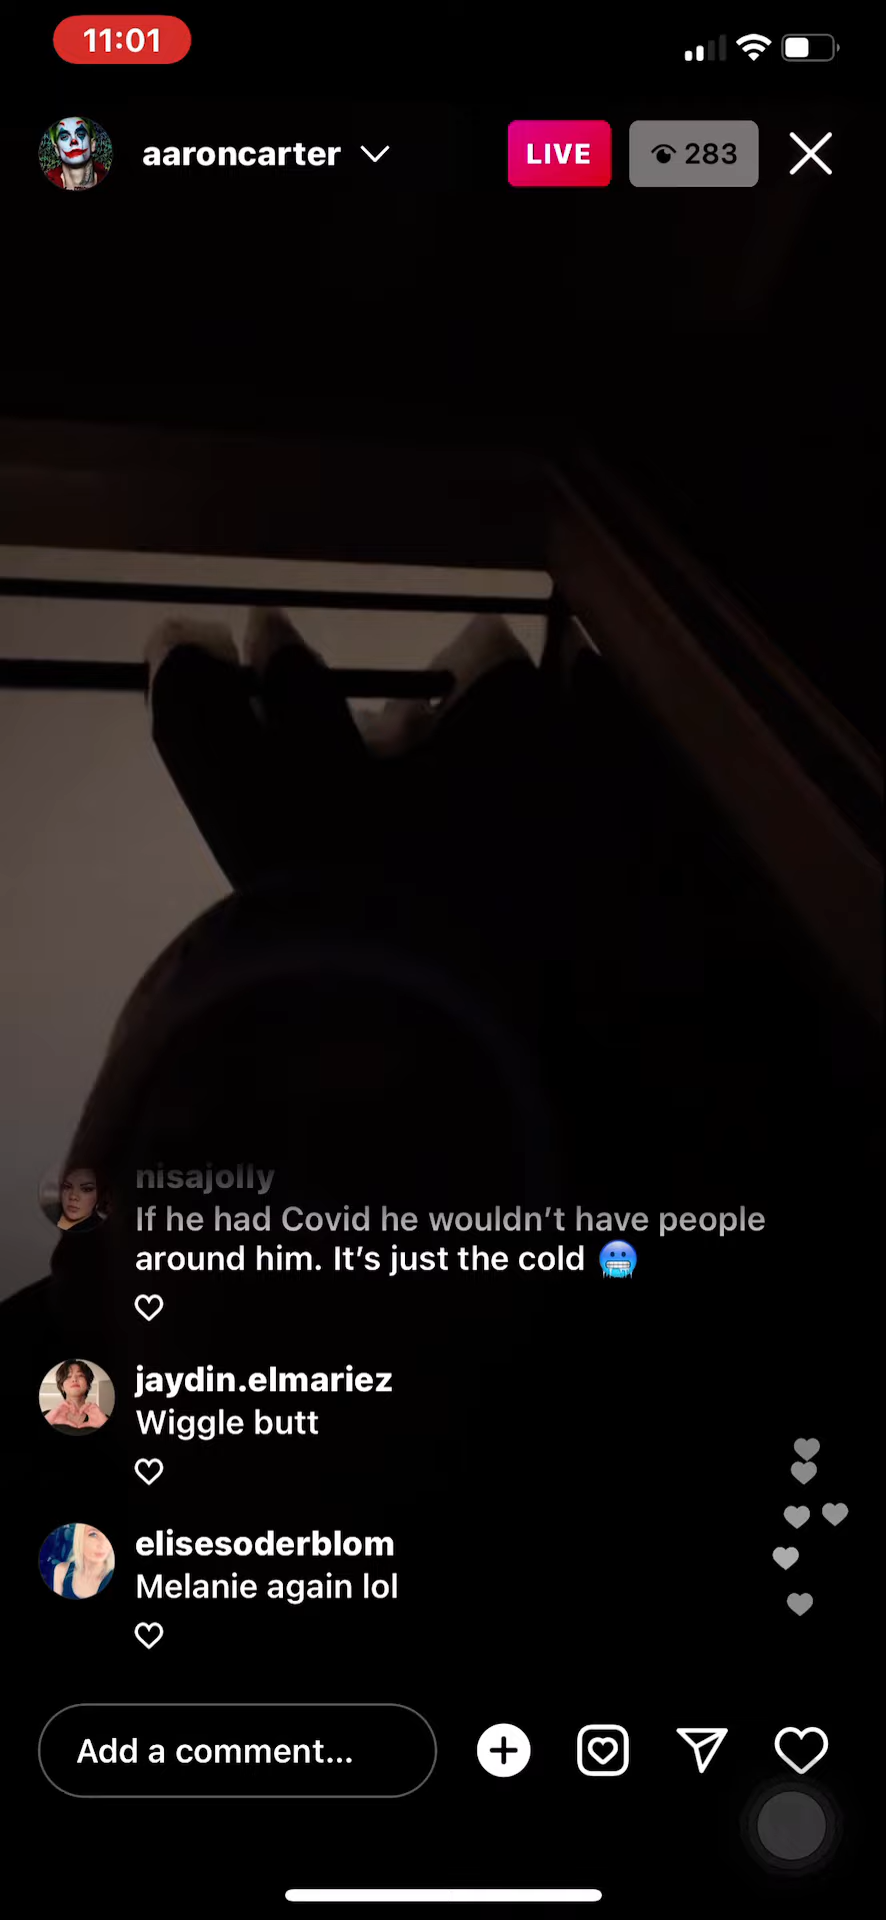 11:01
aaroncarter
LIVE
283
nisajolly
If he had Covid he wouldn’t have people
around him. It’s just the cold 🥶
jaydin.elmariez
Wiggle butt
elisesoderblom
Melanie again lol
Add a comment...